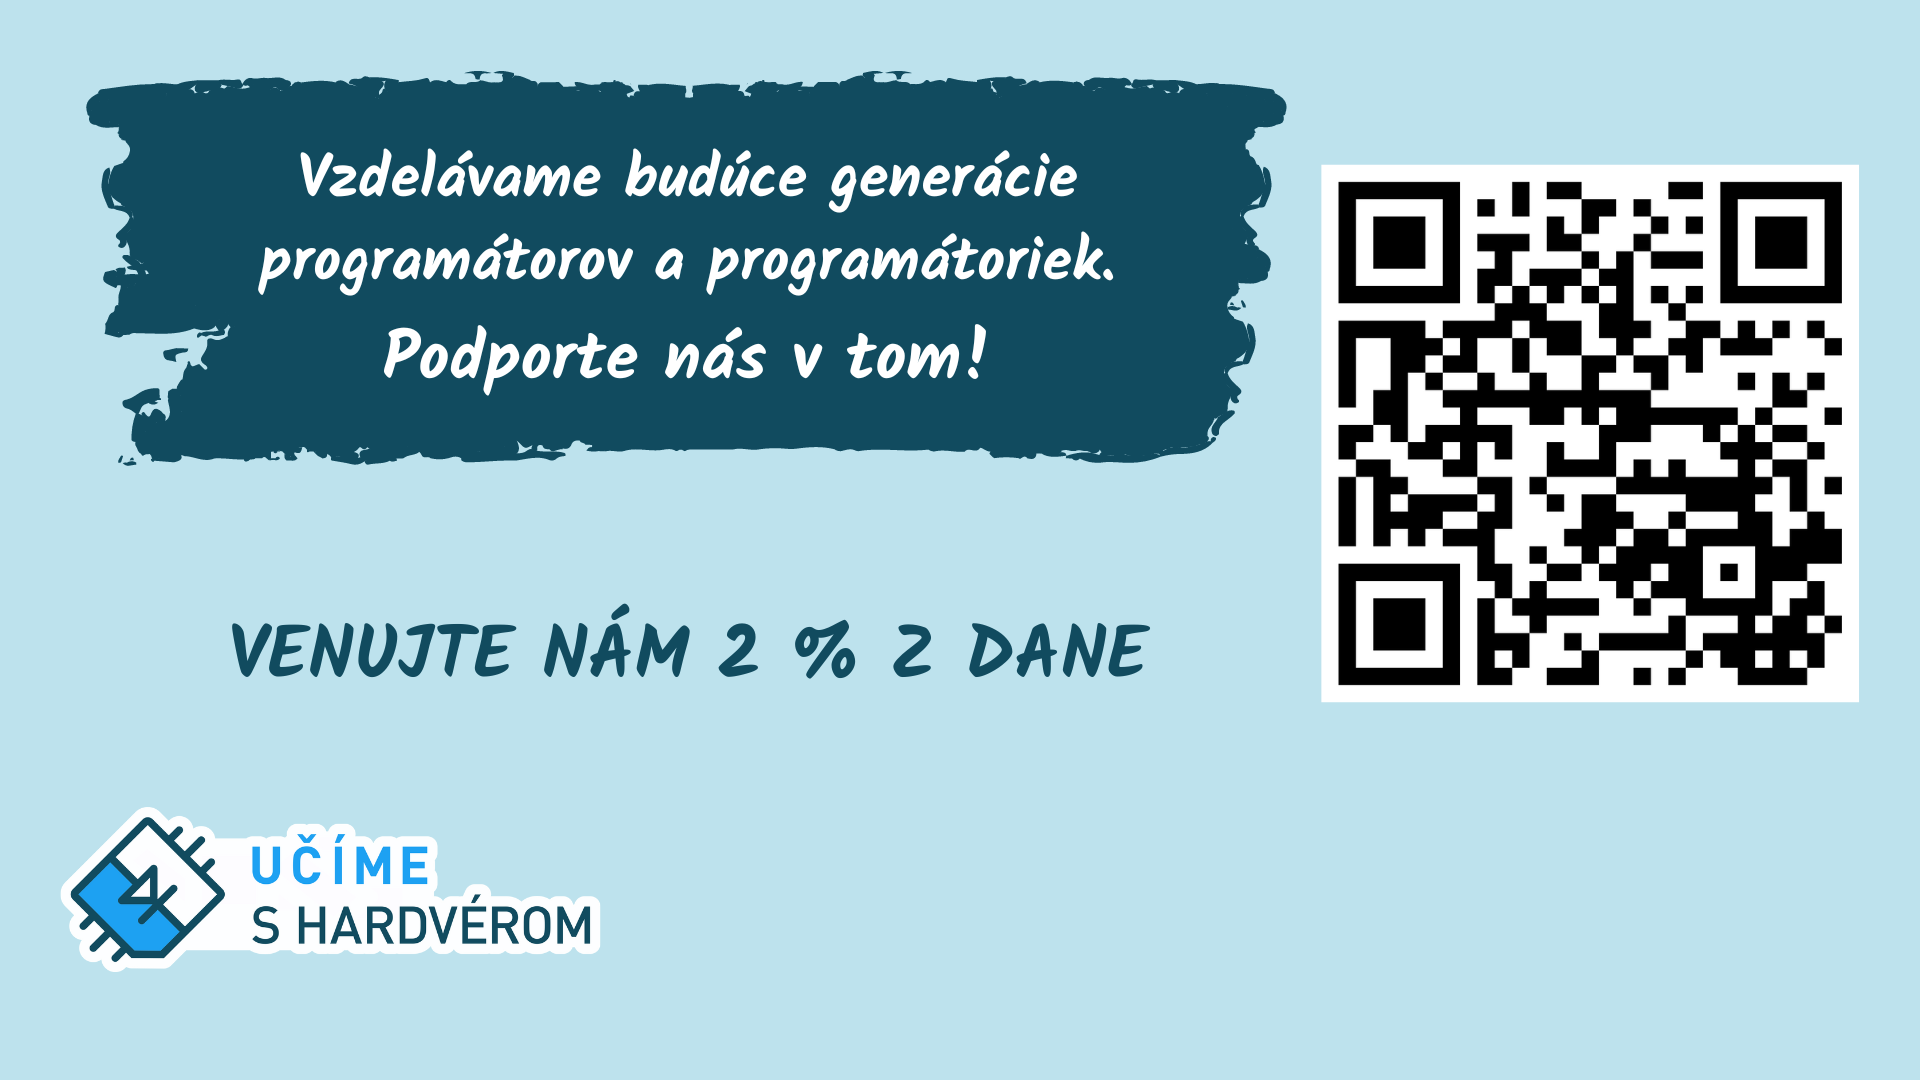 Vzdelávame budúce generácie
programátorov a programátoriek.
Podporte nás v tom!
VENUJTE NÁM 2 % Z DANE
UČÍME
S HARDVÉROM